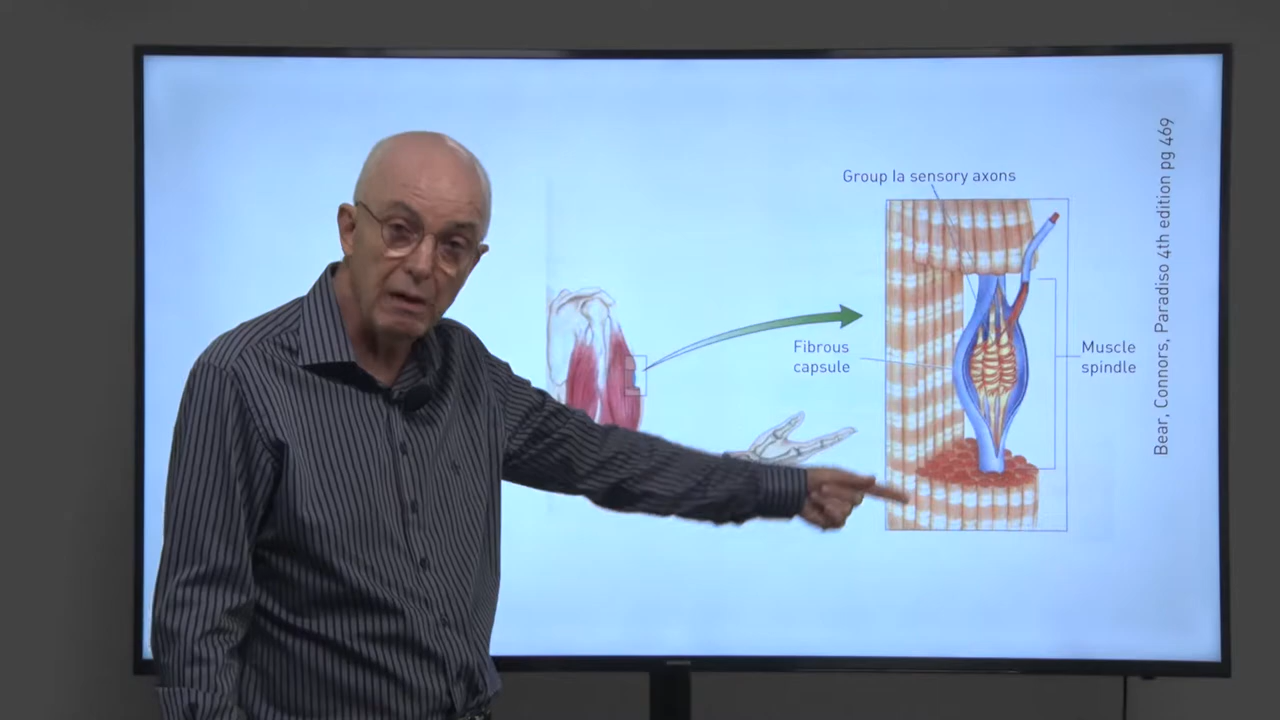 Group Ia sensory axons
Fibrous
capsule
Muscle
spindle
Bear, Connors, Paradiso 4th edition pg 469